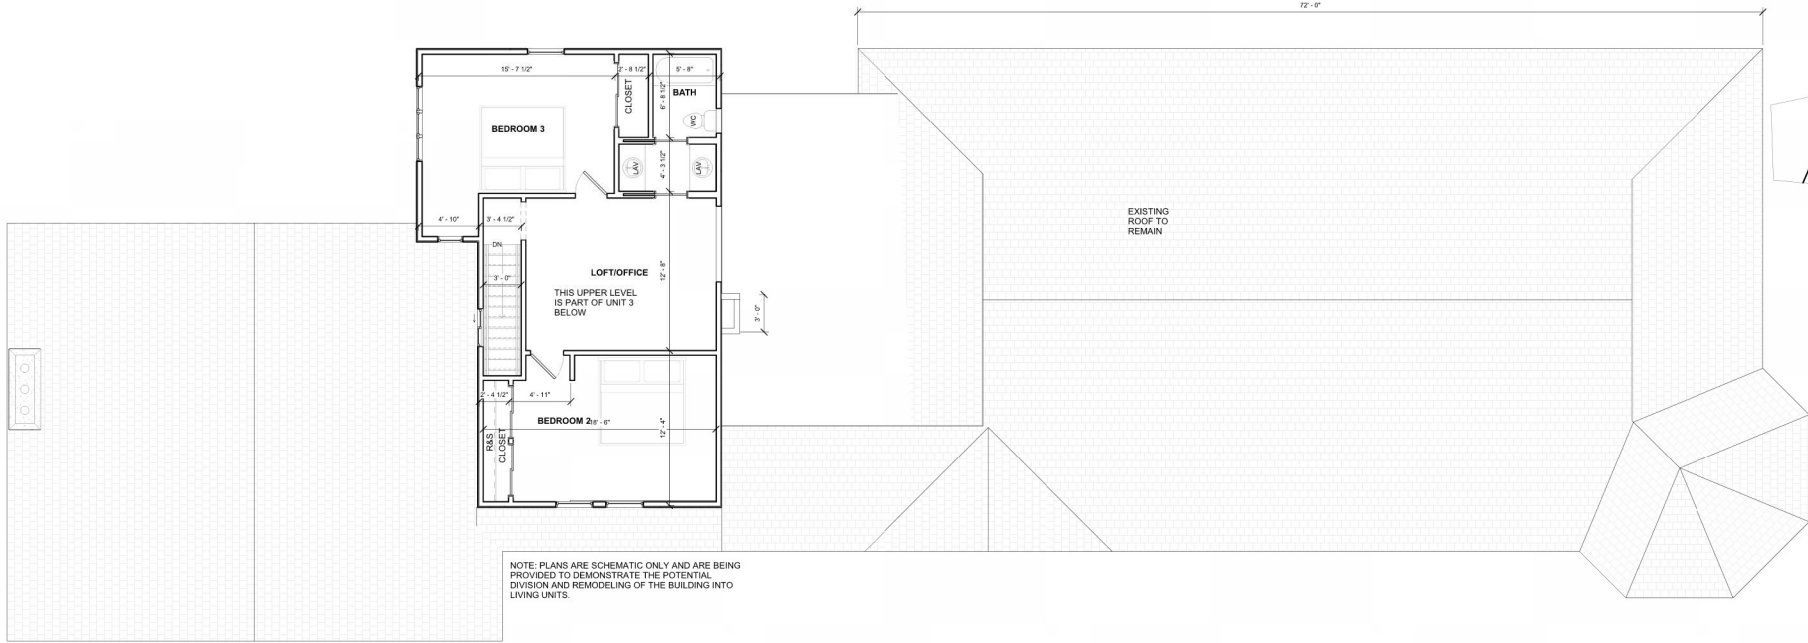 72' - 0"
15' - 7 1/2"
2' - 8 1/2"
5' - 8"
CLOSET
BATH
6' - 8 1/2"
WC
BEDROOM 3
LAV
4' - 3 1/2"
LAV
4' - 10"
3' - 4 1/2"
EXISTING
ROOF TO
REMAIN
DN
LOFT/OFFICE
12' - 8"
3' - 0"
THIS UPPER LEVEL
IS PART OF UNIT 3
BELOW
3' - 0"
2' - 4 1/2"
4' - 11"
BEDROOM 2
18' - 6"
12' - 4"
R&S
CLOSET
NOTE: PLANS ARE SCHEMATIC ONLY AND ARE BEING
PROVIDED TO DEMONSTRATE THE POTENTIAL
DIVISION AND REMODELING OF THE BUILDING INTO
LIVING UNITS.